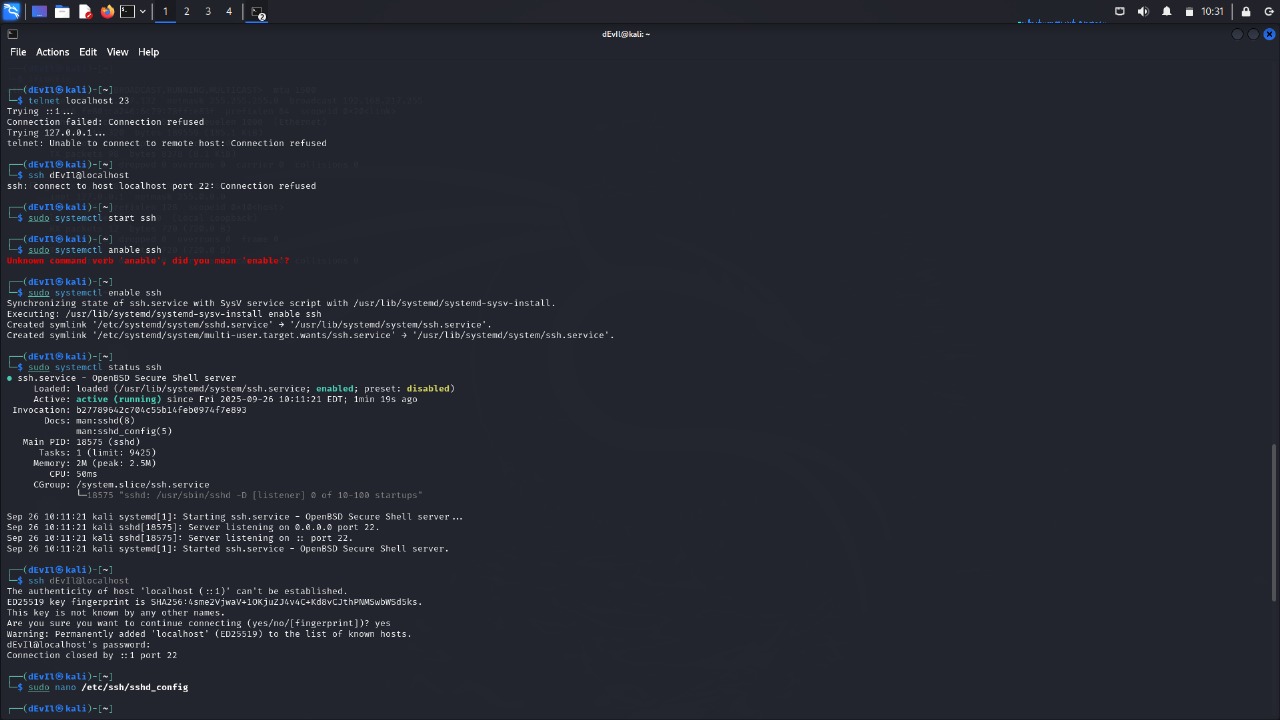 1 2 3 4
2
10:31
dEvIl@kali: ~
File Actions Edit View Help
┌──(dEvIl㉿kali)-[~]
└─$ telnet localhost 23
Trying ::1...
Connection failed: Connection refused
Trying 127.0.0.1...
telnet: Unable to connect to remote host: Connection refused
┌──(dEvIl㉿kali)-[~]
└─$ ssh dEvIl@localhost
ssh: connect to host localhost port 22: Connection refused
┌──(dEvIl㉿kali)-[~]
└─$ sudo systemctl start ssh
┌──(dEvIl㉿kali)-[~]
└─$ sudo systemctl anable ssh
Unknown command verb 'anable', did you mean 'enable'?
┌──(dEvIl㉿kali)-[~]
└─$ sudo systemctl enable ssh
Synchronizing state of ssh.service with SysV service script with /usr/lib/systemd/systemd-sysv-install.
Executing: /usr/lib/systemd/systemd-sysv-install enable ssh
Created symlink '/etc/systemd/system/sshd.service' → '/usr/lib/systemd/system/ssh.service'.
Created symlink '/etc/systemd/system/multi-user.target.wants/ssh.service' → '/usr/lib/systemd/system/ssh.service'.
┌──(dEvIl㉿kali)-[~]
└─$ sudo systemctl status ssh
● ssh.service - OpenBSD Secure Shell server
Loaded: loaded (/usr/lib/systemd/system/ssh.service; enabled; preset: disabled)
Active: active (running) since Fri 2025-09-26 10:11:21 EDT; 1min 19s ago
Invocation: b27789642c704c55b14feb0974f7e893
Docs: man:sshd(8)
man:sshd_config(5)
Main PID: 18575 (sshd)
Tasks: 1 (limit: 9425)
Memory: 2M (peak: 2.5M)
CPU: 50ms
CGroup: /system.slice/ssh.service
└─18575 "sshd: /usr/sbin/sshd -D [listener] 0 of 10-100 startups"
Sep 26 10:11:21 kali systemd[1]: Starting ssh.service - OpenBSD Secure Shell server...
Sep 26 10:11:21 kali sshd[18575]: Server listening on 0.0.0.0 port 22.
Sep 26 10:11:21 kali sshd[18575]: Server listening on :: port 22.
Sep 26 10:11:21 kali systemd[1]: Started ssh.service - OpenBSD Secure Shell server.
┌──(dEvIl㉿kali)-[~]
└─$ ssh dEvIl@localhost
The authenticity of host 'localhost (::1)' can't be established.
ED25519 key fingerprint is SHA256:4sme2VjwaV+1OKjuZJ4v4C+Kd8vCJthPNMSwbWSd5ks.
This key is not known by any other names.
Are you sure you want to continue connecting (yes/no/[fingerprint])? yes
Warning: Permanently added 'localhost' (ED25519) to the list of known hosts.
dEvIl@localhost's password:
Connection closed by ::1 port 22
┌──(dEvIl㉿kali)-[~]
└─$ sudo nano /etc/ssh/sshd_config
┌──(dEvIl㉿kali)-[~]